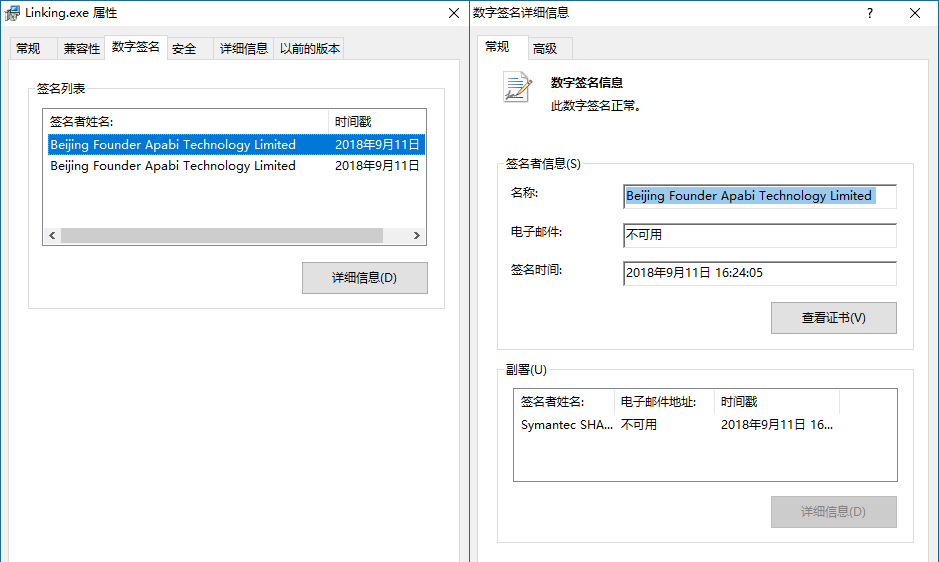 Linking.exe 属性
常规 兼容性 数字签名 安全 详细信息 以前的版本
签名列表
签名者姓名: 时间戳
Beijing Founder Apabi Technology Limited 2018年9月11日
Beijing Founder Apabi Technology Limited 2018年9月11日
详细信息(D)
数字签名详细信息 ?
常规 高级
数字签名信息
此数字签名正常。
签名者信息(S)
名称: Beijing Founder Apabi Technology Limited
电子邮件: 不可用
签名时间: 2018年9月11日 16:24:05
查看证书(V)
副署(U)
签名者姓名: 电子邮件地址: 时间戳
Symantec SHA... 不可用 2018年9月11日 16...
详细信息(D)